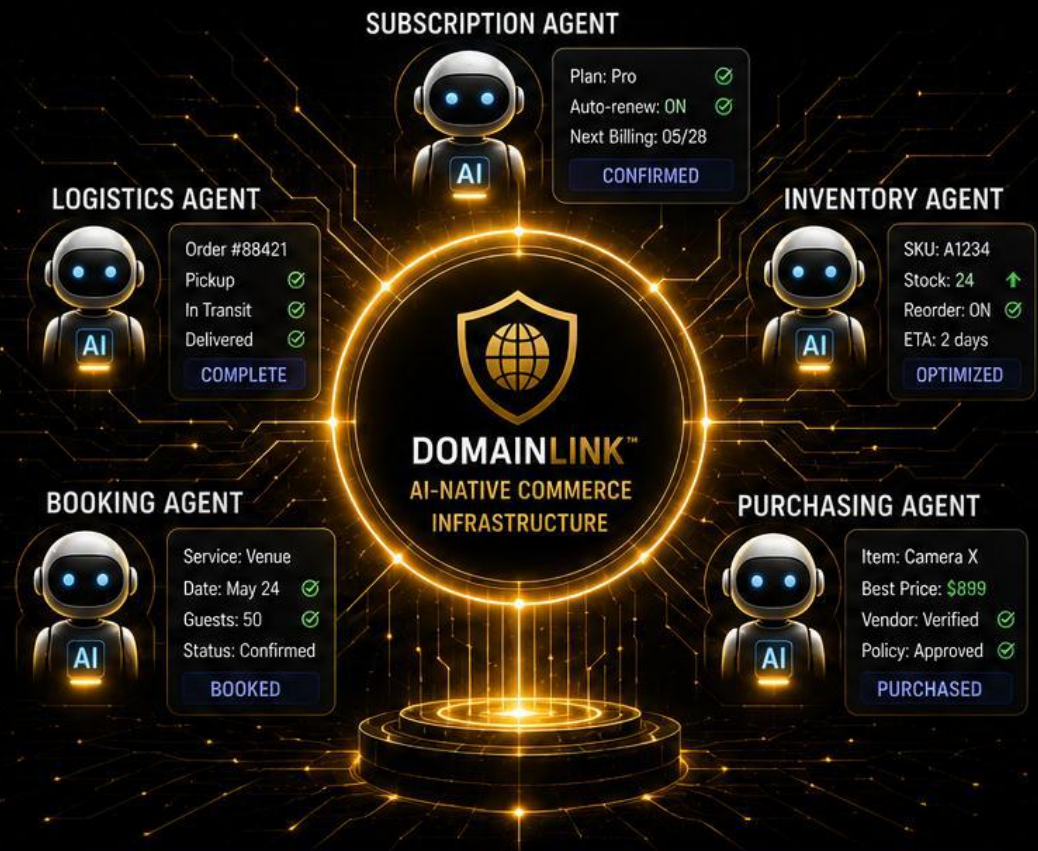 SUBSCRIPTION AGENT
AI
Plan: Pro
Auto-renew: ON
Next Billing: 05/28
CONFIRMED
LOGISTICS AGENT
AI
Order #88421
Pickup
In Transit
Delivered
COMPLETE
INVENTORY AGENT
AI
SKU: A1234
Stock: 24
Reorder: ON
ETA: 2 days
OPTIMIZED
DOMAINLINK™
AI-NATIVE COMMERCE
INFRASTRUCTURE
BOOKING AGENT
AI
Service: Venue
Date: May 24
Guests: 50
Status: Confirmed
BOOKED
PURCHASING AGENT
AI
Item: Camera X
Best Price: $899
Vendor: Verified
Policy: Approved
PURCHASED